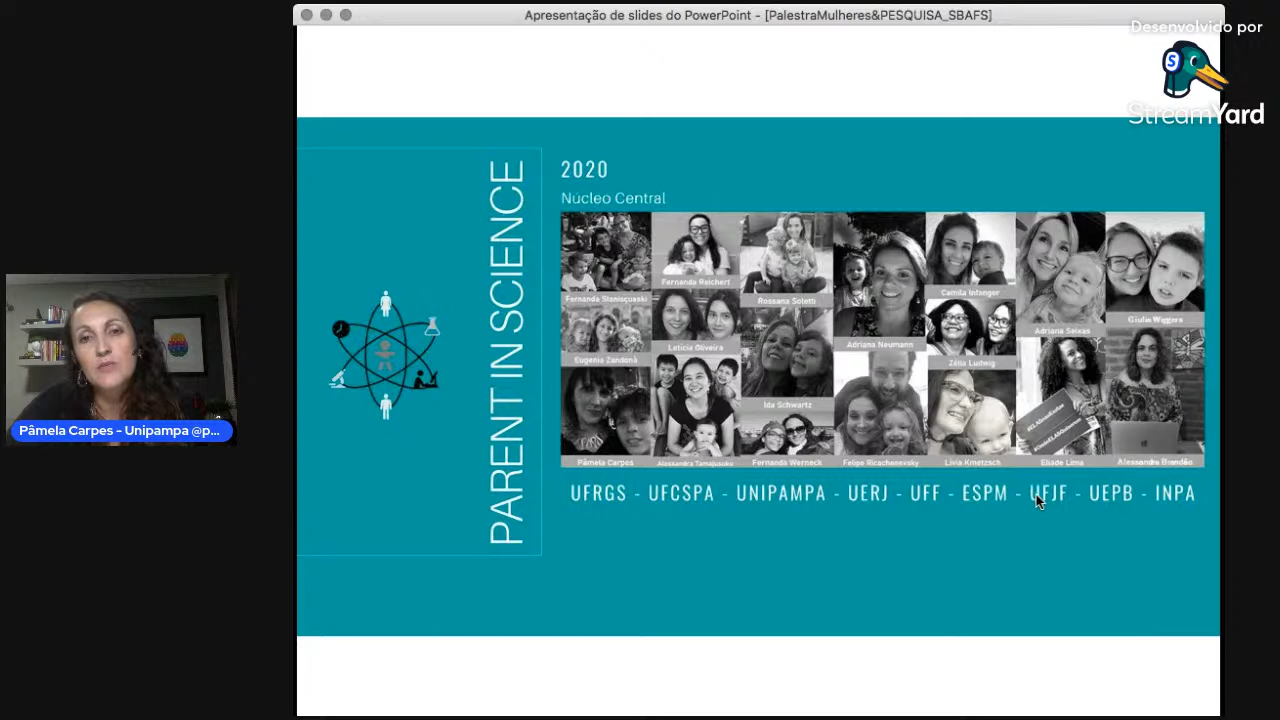 Apresentação de slides do PowerPoint - [PalestraMulheres&PESQUISA_SBAFS]
Desenvolvido por
S
StreamYard
PARENT IN SCIENCE
2020
Núcleo Central
Fernanda Staniscuaski
Fernanda Reichert
Rossana Soletti
Adriana Neumann
Camila Infanger
Adriana Seixas
Giulia Wiggers
Eugenia Zandonà
Leticia Oliveira
Zélia Ludwig
Ida Schwartz
Pâmela Carpes
Alessandra Tamajusuku
Fernanda Werneck
Felipe Ricachenevsky
Livia Kmetzsch
Eliade Lima
Alessandra Brandão
UFRGS - UFCSPA - UNIPAMPA - UERJ - UFF - ESPM - UFJF - UEPB - INPA
Pâmela Carpes - Unipampa @p...